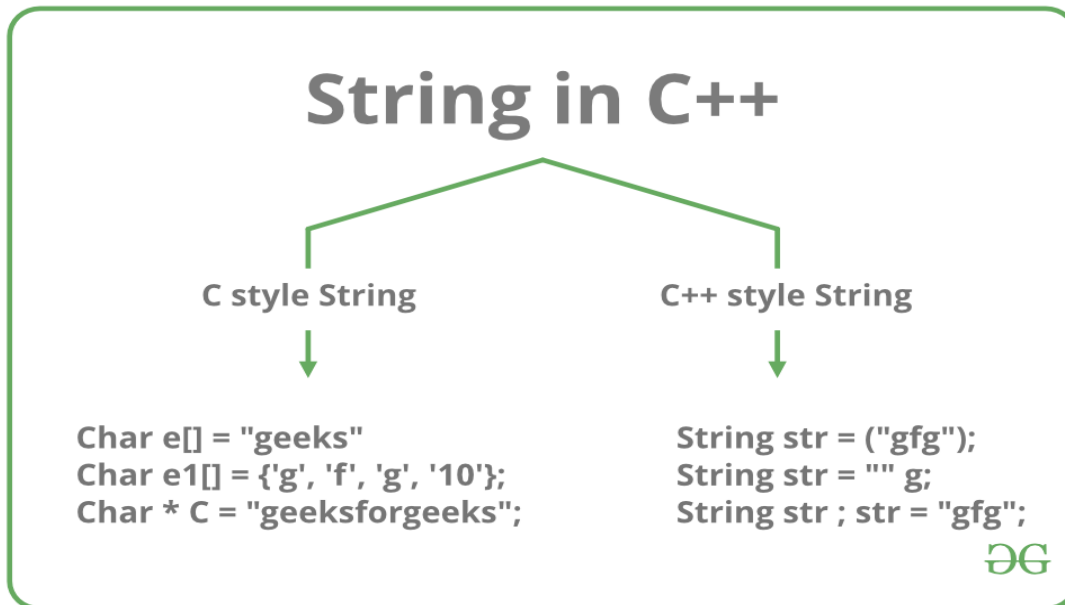 String in C++
C style String
C++ style String
Char e[] = "geeks"
Char e1[] = {'g', 'f', 'g', '10'};
Char * C = "geeksforgeeks";
String str = ("gfg");
String str = "" g;
String str ; str = "gfg";